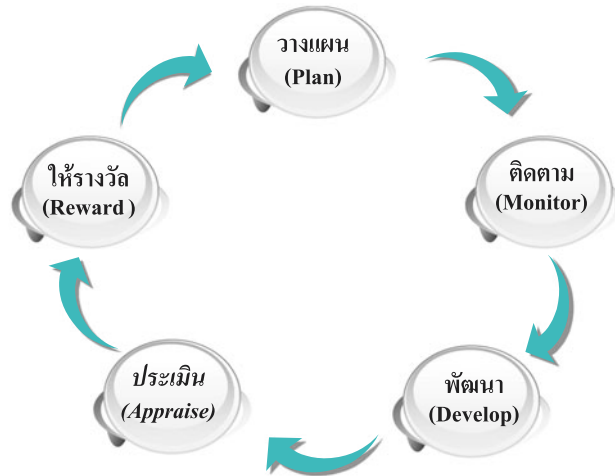 วางแผน
(Plan)
ติดตาม
(Monitor)
พัฒนา
(Develop)
ประเมิน
(Appraise)
ให้รางวัล
(Reward )